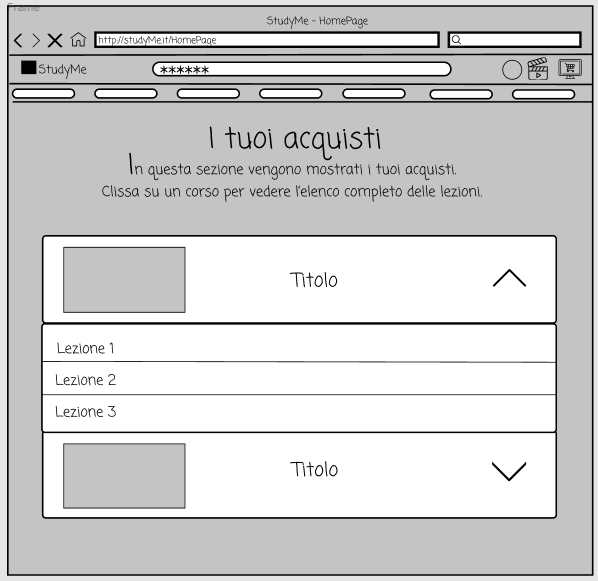 Frame
StudyMe - HomePage
http://studyMe.it/HomePage
StudyMe
******
I tuoi acquisti
In questa sezione vengono mostrati i tuoi acquisti.
Clissa su un corso per vedere l'elenco completo delle lezioni.
Titolo
Lezione 1
Lezione 2
Lezione 3
Titolo